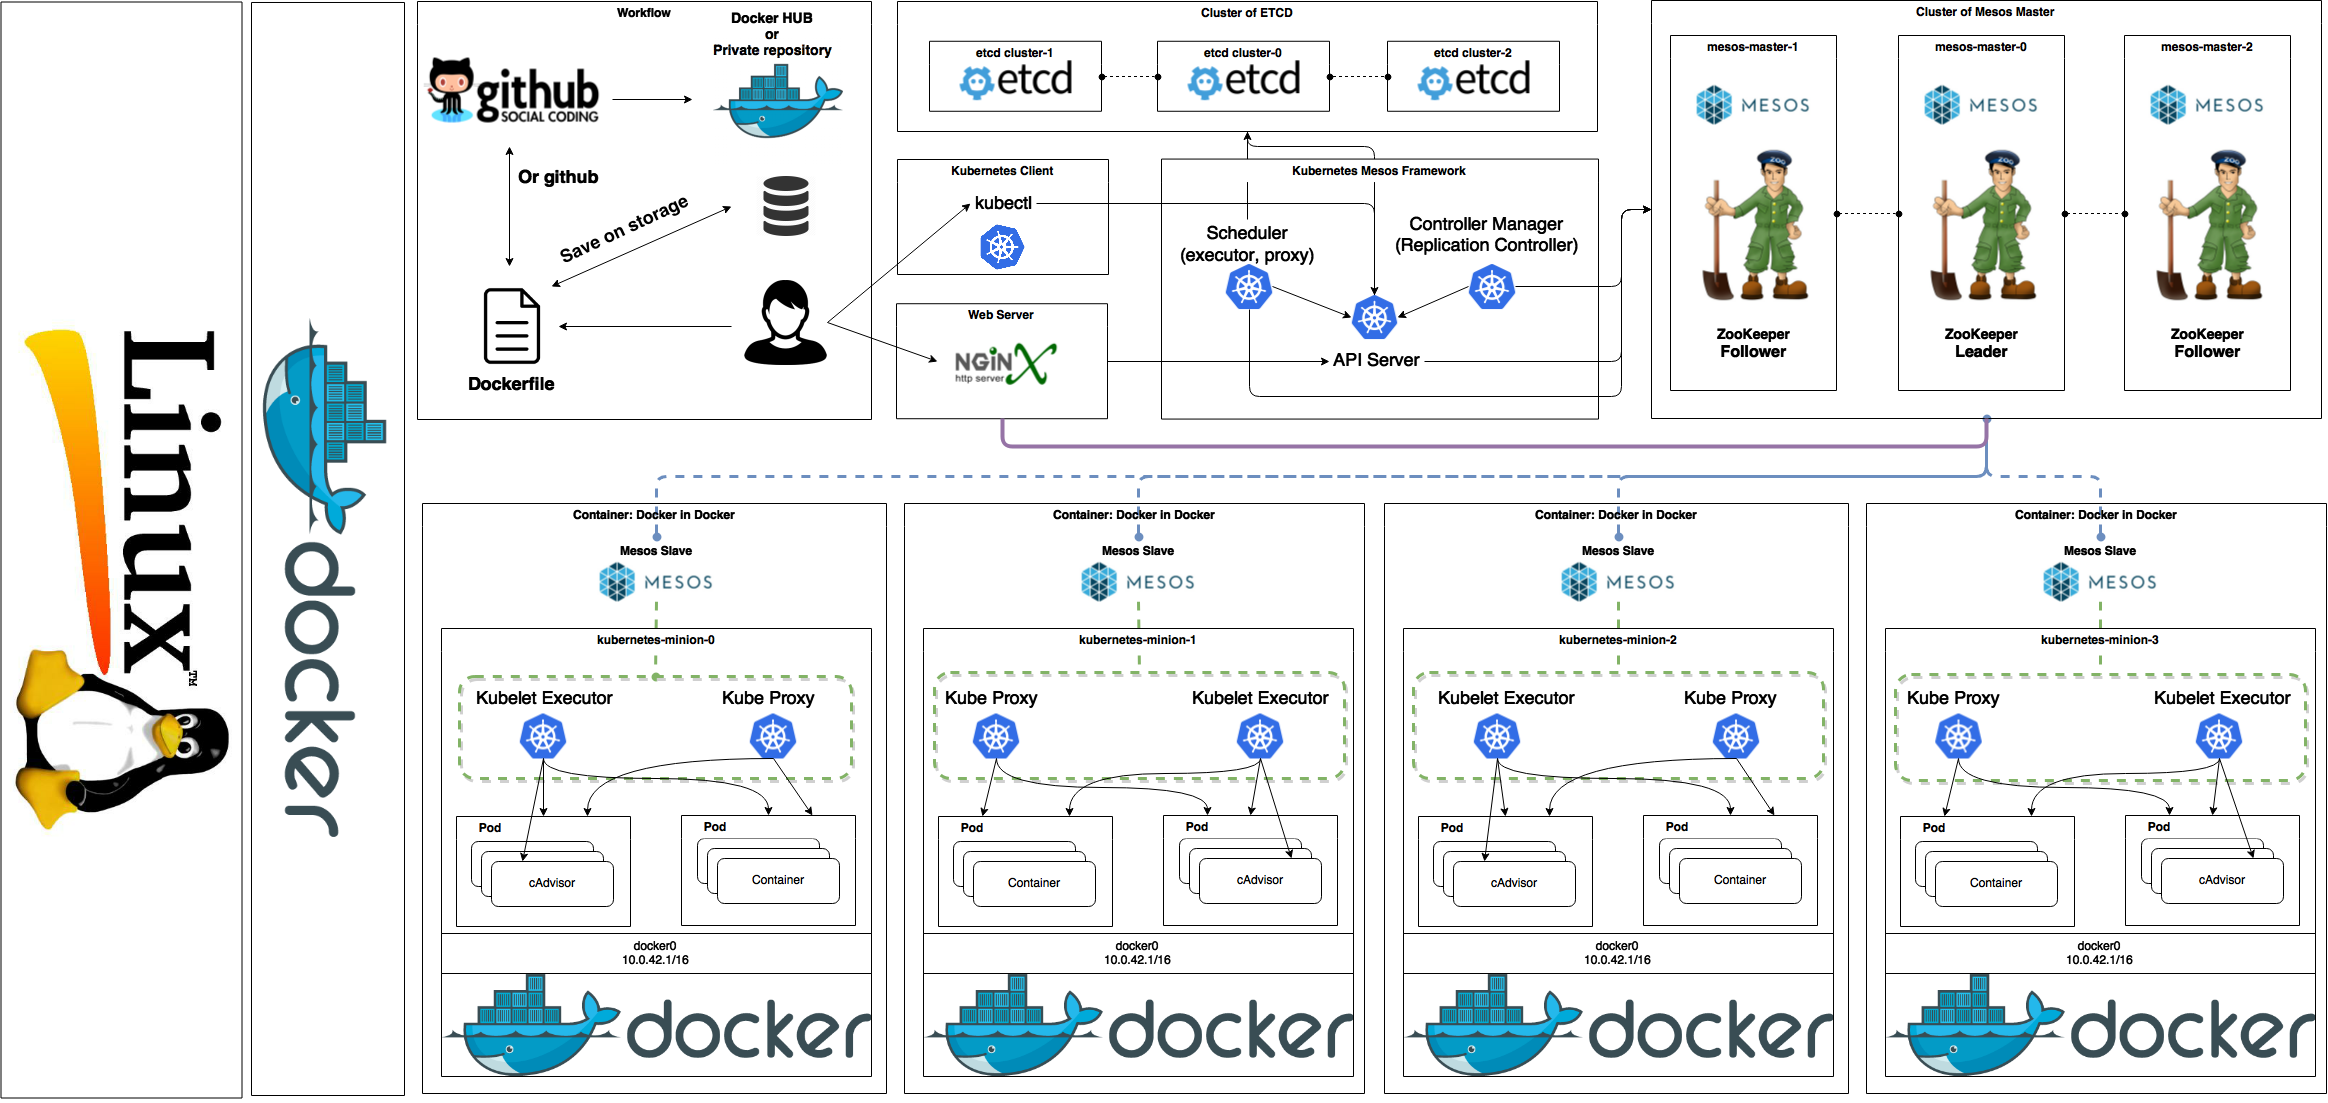 Linux
TM
docker
Workflow
Docker HUB
or
Private repository
github
SOCIAL CODING
Or github
Save on storage
Dockerfile
Cluster of ETCD
etcd cluster-1
etcd
etcd cluster-0
etcd
etcd cluster-2
etcd
Kubernetes Client
kubectl
Web Server
NGiNX
http server
Kubernetes Mesos Framework
Scheduler
(executor, proxy)
Controller Manager
(Replication Controller)
API Server
Cluster of Mesos Master
mesos-master-1
MESOS
ZOO
ZooKeeper
Follower
mesos-master-0
MESOS
ZOO
ZooKeeper
Leader
mesos-master-2
MESOS
ZOO
ZooKeeper
Follower
Container: Docker in Docker
Mesos Slave
MESOS
kubernetes-minion-0
Kubelet Executor
Kube Proxy
Pod
cAdvisor
Pod
Container
docker0
10.0.42.1/16
docker
Container: Docker in Docker
Mesos Slave
MESOS
kubernetes-minion-1
Kube Proxy
Kubelet Executor
Pod
Container
Pod
cAdvisor
docker0
10.0.42.1/16
docker
Container: Docker in Docker
Mesos Slave
MESOS
kubernetes-minion-2
Kubelet Executor
Kube Proxy
Pod
cAdvisor
Pod
Container
docker0
10.0.42.1/16
docker
Container: Docker in Docker
Mesos Slave
MESOS
kubernetes-minion-3
Kube Proxy
Kubelet Executor
Pod
Container
Pod
cAdvisor
docker0
10.0.42.1/16
docker